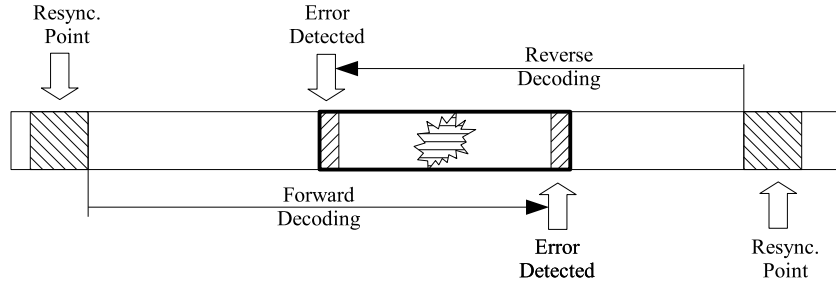 Resync.
Point
Error
Detected
Reverse
Decoding
Forward
Decoding
Error
Detected
Resync.
Point